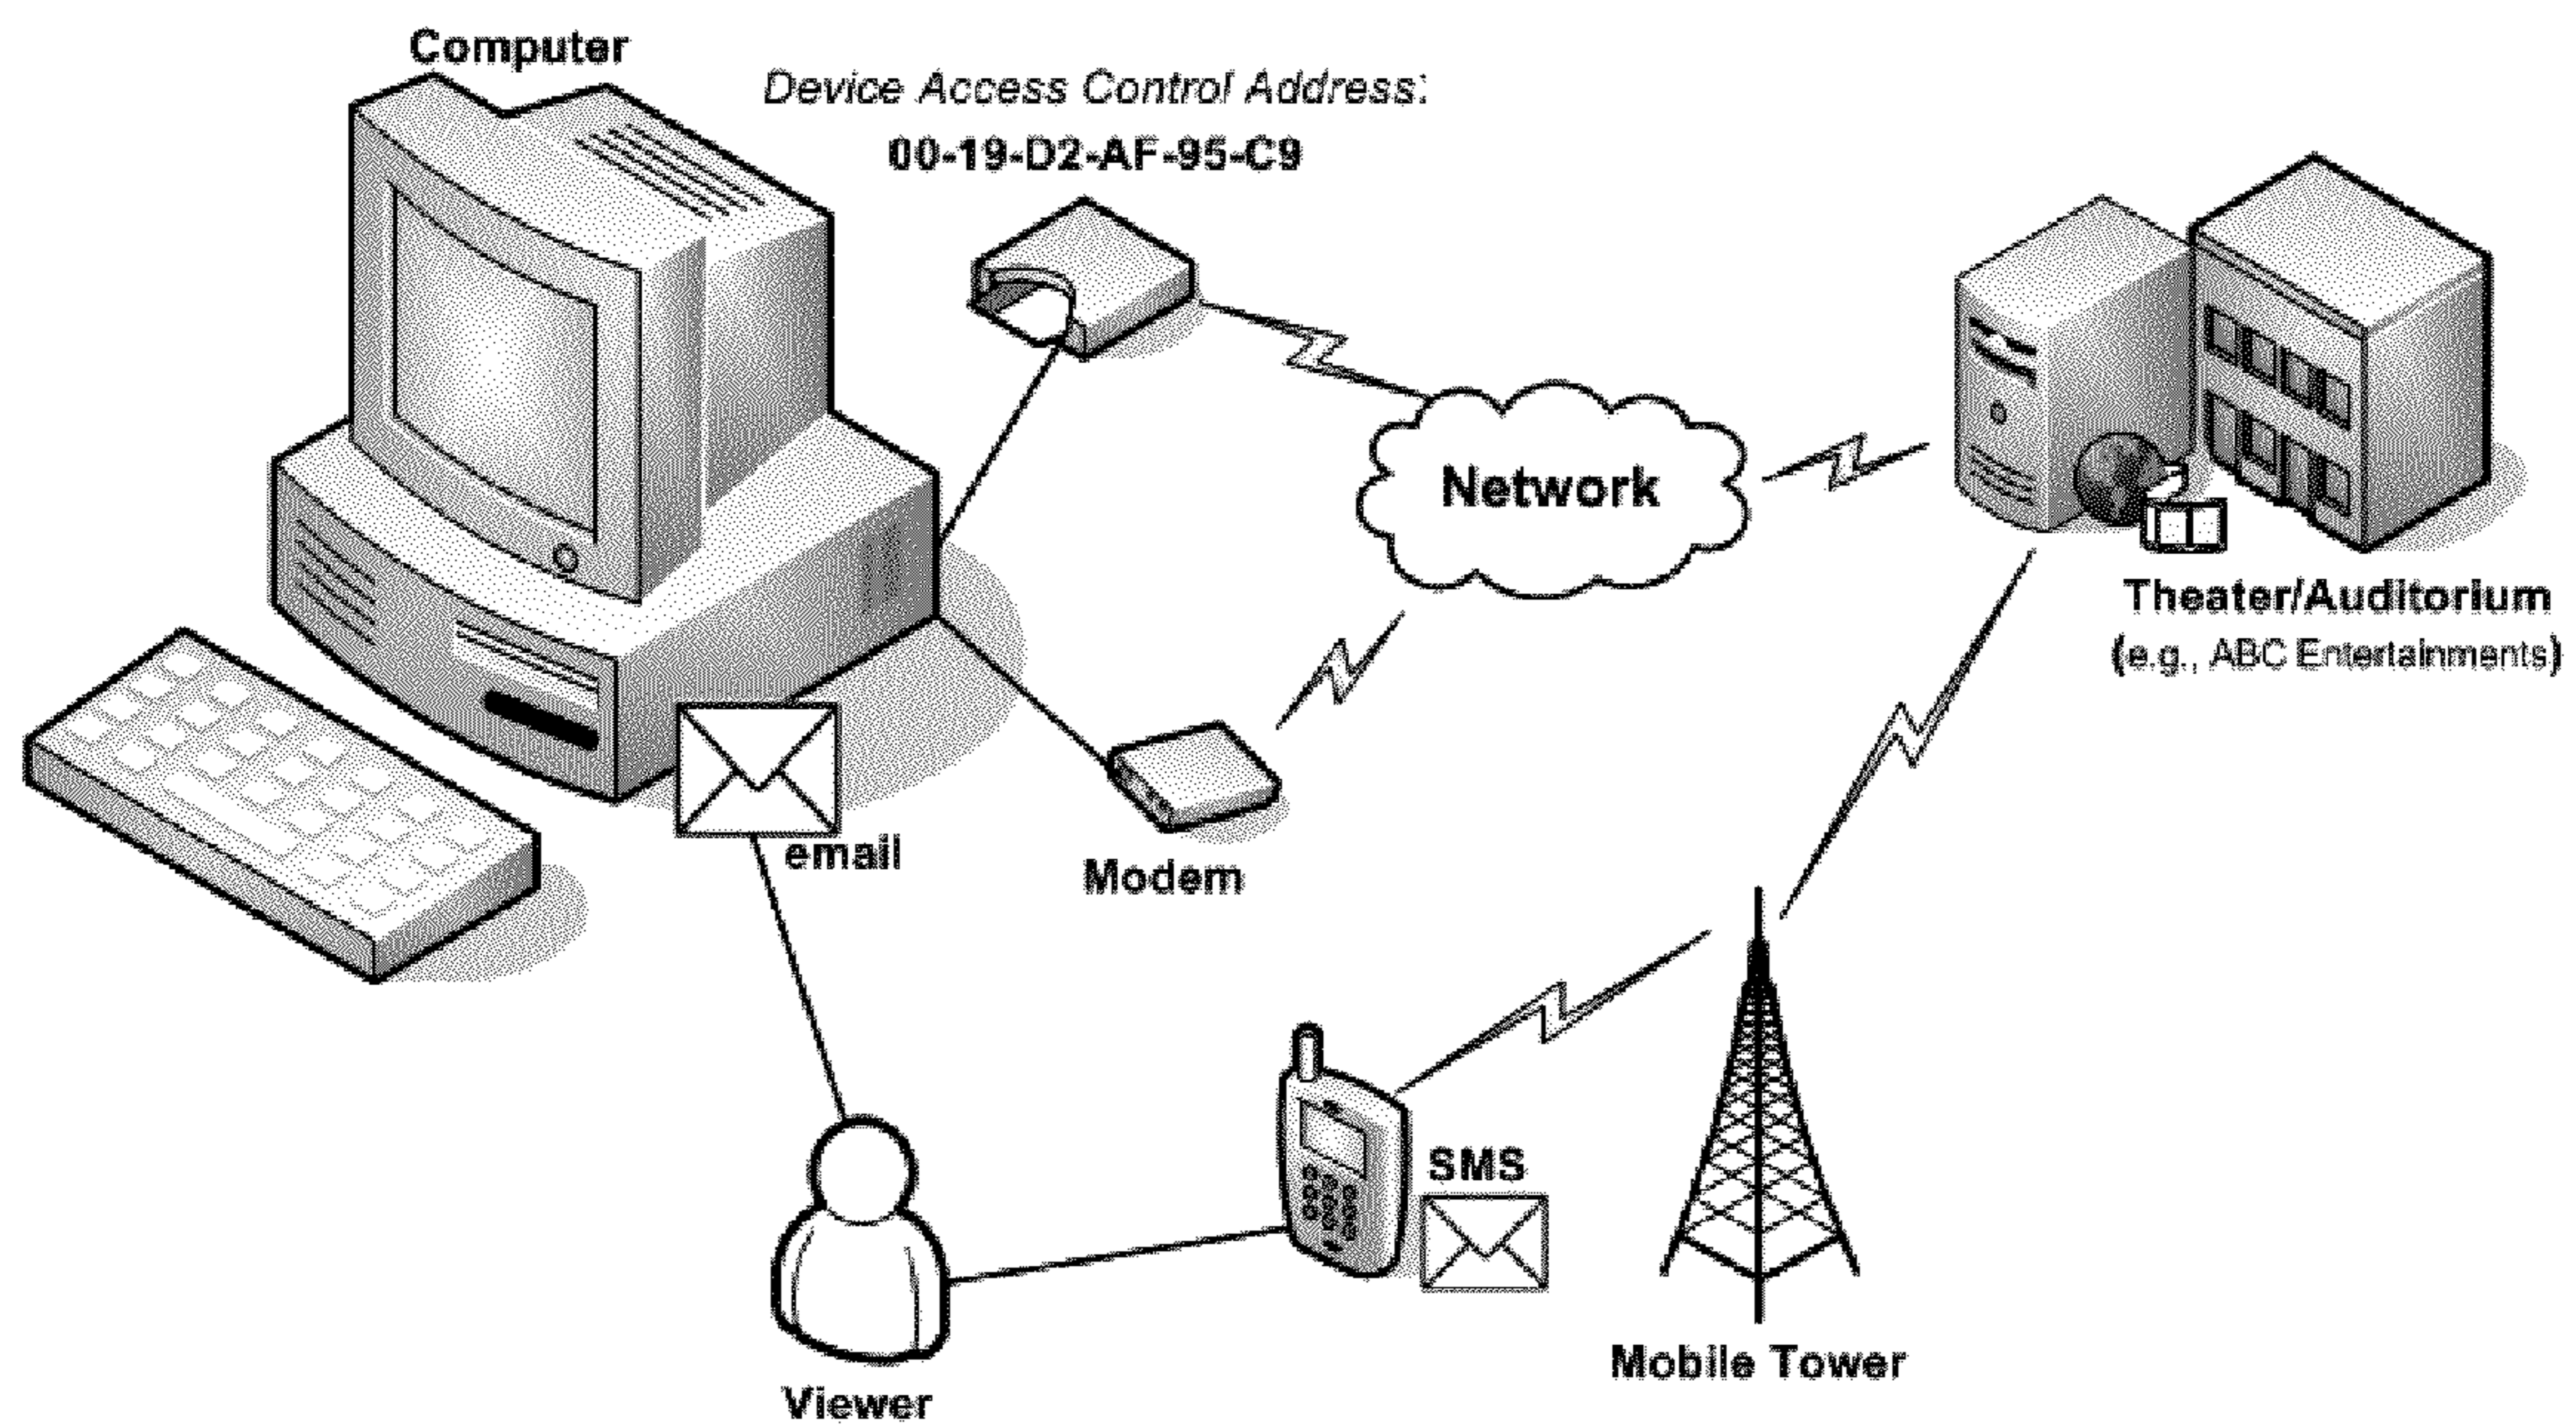 Computer
Device Access Control Address:
00-19-D2-AF-95-C9
Network
Theater/Auditorium
(e.g., ABC Entertainments)
email
Modem
SMS
Mobile Tower
Viewer